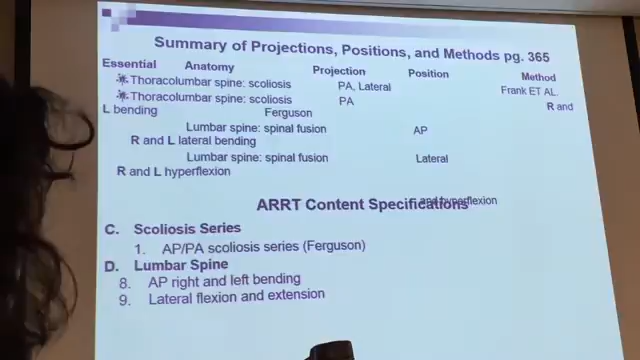 Summary of Projections, Positions, and Methods pg. 365
Essential Anatomy Projection Position Method
Thoracolumbar spine: scoliosis PA, Lateral Frank ET AL.
Thoracolumbar spine: scoliosis PA R and
L bending Ferguson
Lumbar spine: spinal fusion AP
R and L lateral bending
Lumbar spine: spinal fusion Lateral
R and L hyperflexion
and hyperflexion
ARRT Content Specifications
C. Scoliosis Series
1. AP/PA scoliosis series (Ferguson)
D. Lumbar Spine
8. AP right and left bending
9. Lateral flexion and extension